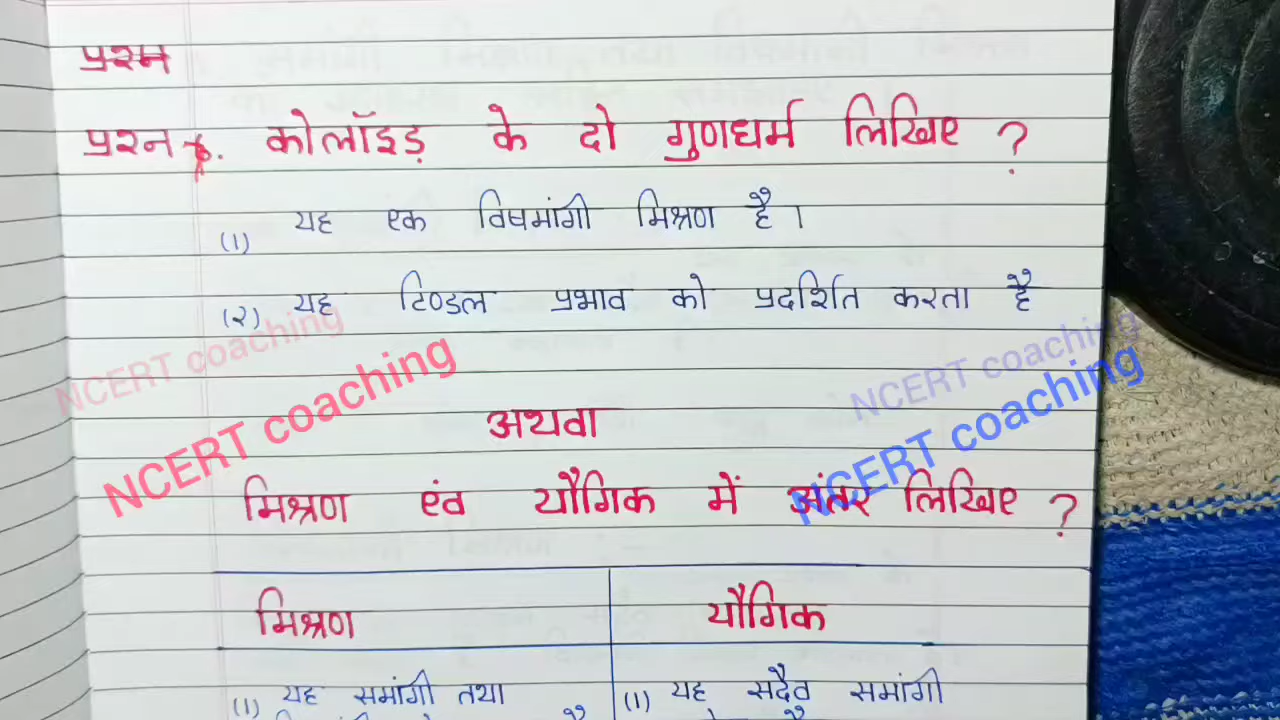 प्रश्न
प्रश्न कोलॉइड़ के दो गुणधर्म लिखिए ?
(1) यह एक विषमांगी मिश्रण है ।
(२) यह टिण्डल प्रभाव को प्रदर्शित करता है
NCERT coaching
NCERT coaching
NCERT coaching
NCERT coaching
अथवा
मिश्रण एंव यौगिक में अंतर लिखिए ?
मिश्रण यौगिक
(1) यह समांगी तथा (1) यह सदैव समांगी